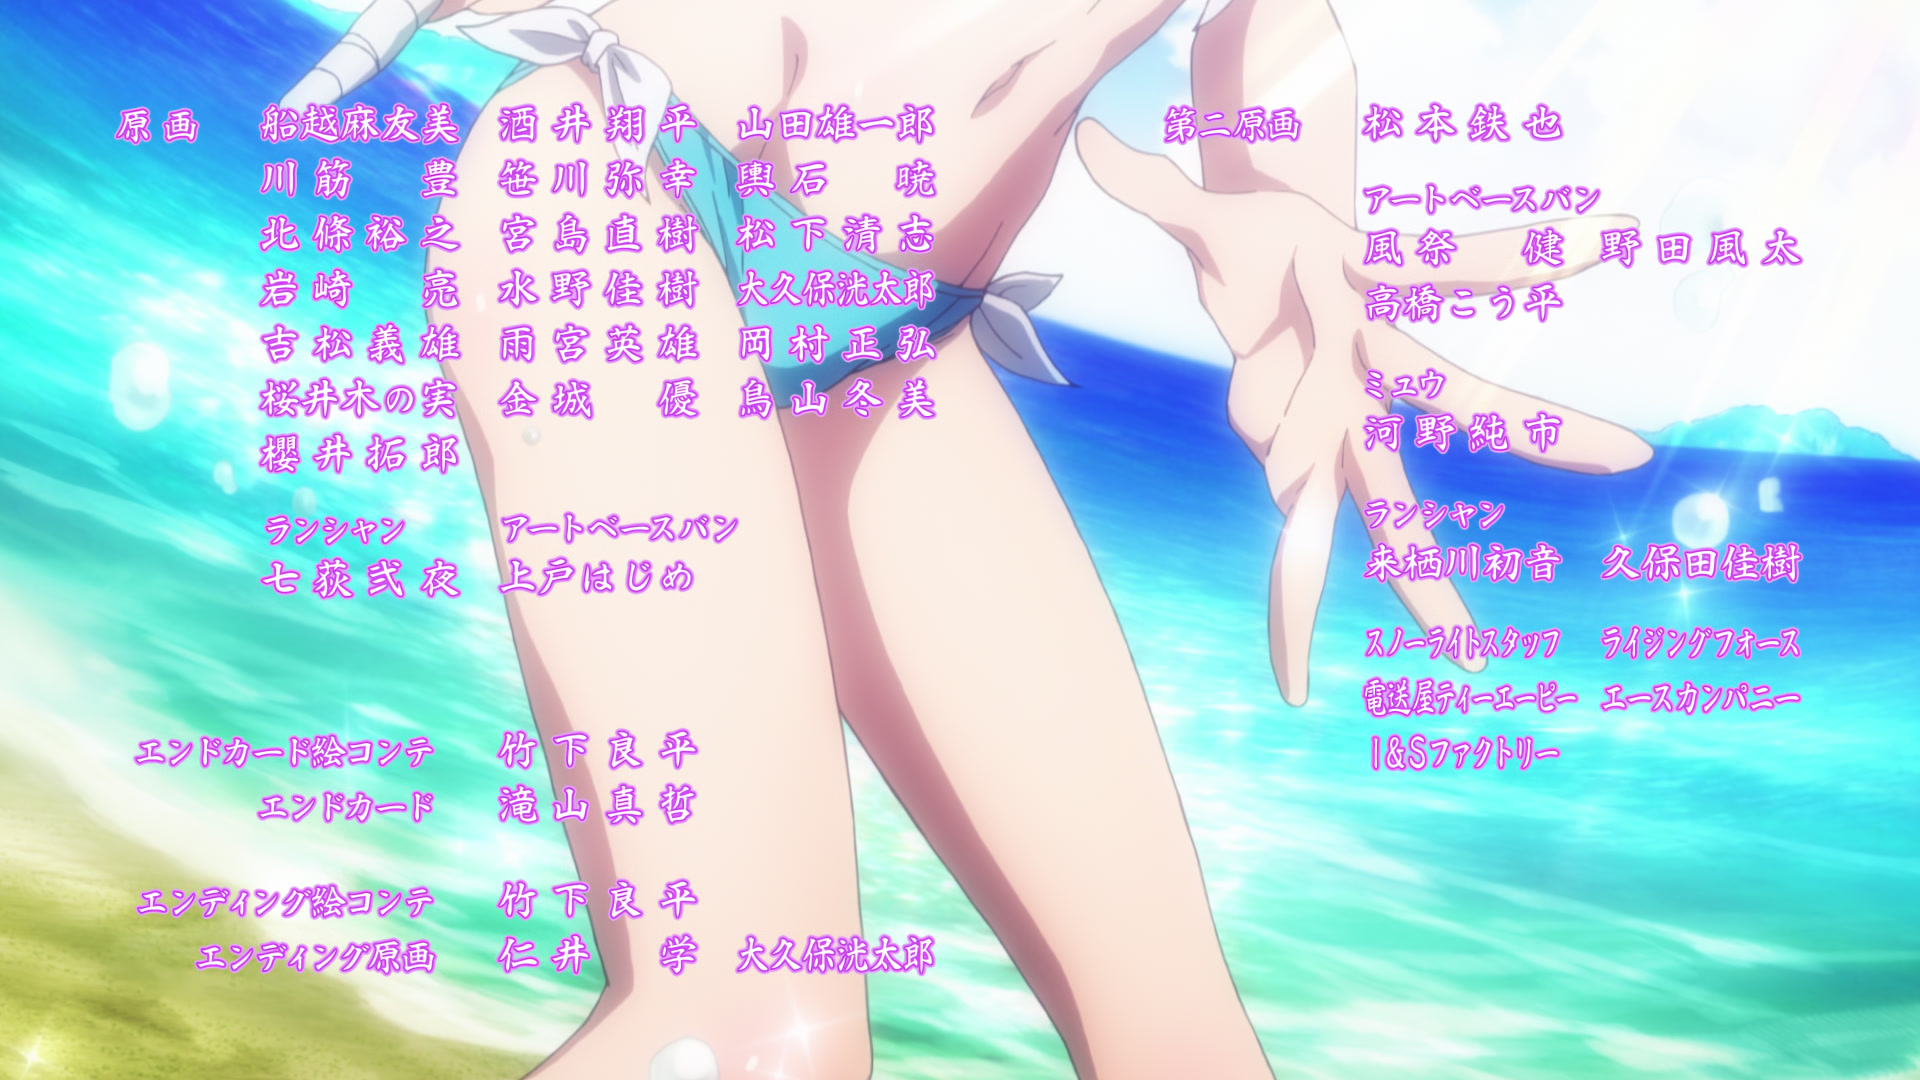 原画 船越麻友美 酒井翔平 山田雄一郎
川筋 豊 笹川弥幸 輿石 暁
北條裕之 宮島直樹 松下清志
岩崎 亮 水野佳樹 大久保洸太郎
吉松義雄 雨宮英雄 岡村正弘
桜井木の実 金城 優 鳥山冬美
櫻井拓郎
ランシャン アートベースバン
七荻弐夜 上戸はじめ
エンドカード絵コンテ 竹下良平
エンドカード 滝山真哲
エンディング絵コンテ 竹下良平
エンディング原画 仁井 学 大久保洸太郎
第二原画 松本鉄也
アートベースバン
風祭 健 野田風太
高橋こう平
ミュウ
河野純市
ランシャン
来栖川初音 久保田佳樹
スノーライトスタッフ ライジングフォース
電送屋ティーエーピー エースカンパニー
I&Sファクトリー